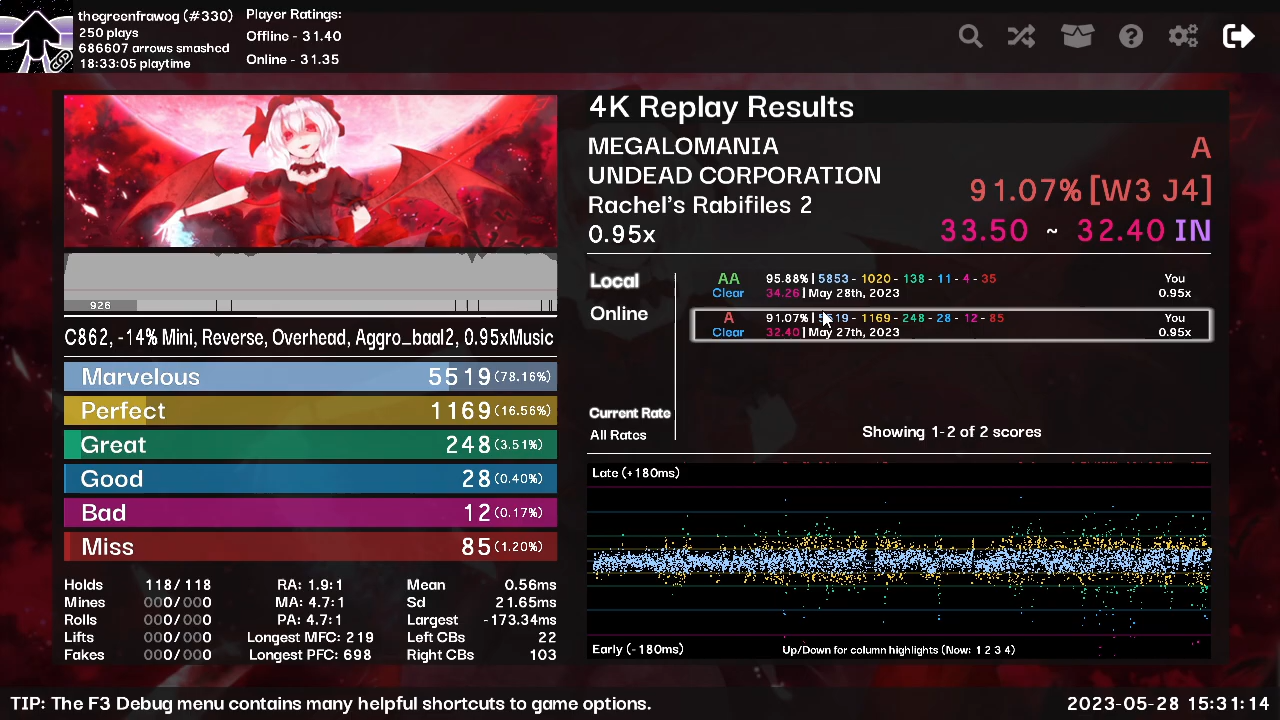 thegreenfrawog (#330)
250 plays
686607 arrows smashed
18:33:05 playtime
Player Ratings:
Offline - 31.40
Online - 31.35
4K Replay Results
MEGALOMANIA
UNDEAD CORPORATION
Rachel's Rabifiles 2
0.95x
A
91.07% [W3 J4]
33.50 ~ 32.40 IN
926
C862, -14% Mini, Reverse, Overhead, Aggro_baal2, 0.95xMusic
Marvelous 5519 (78.16%)
Perfect 1169 (16.56%)
Great 248 (3.51%)
Good 28 (0.40%)
Bad 12 (0.17%)
Miss 85 (1.20%)
Holds 118/118
Mines 000/000
Rolls 000/000
Lifts 000/000
Fakes 000/000
RA: 1.9:1
MA: 4.7:1
PA: 4.7:1
Longest MFC: 219
Longest PFC: 698
Mean 0.56ms
Sd 21.65ms
Largest -173.34ms
Left CBs 22
Right CBs 103
Local
Online
Current Rate
All Rates
AA 95.88% | 5853 - 1020 - 138 - 11 - 4 - 35 You
Clear 34.26 | May 28th, 2023 0.95x
A 91.07% | 5519 - 1169 - 248 - 28 - 12 - 85 You
Clear 32.40 | May 27th, 2023 0.95x
Showing 1-2 of 2 scores
Late (+180ms)
Early (-180ms)
Up/Down for column highlights (Now: 1 2 3 4)
TIP: The F3 Debug menu contains many helpful shortcuts to game options.
2023-05-28 15:31:14